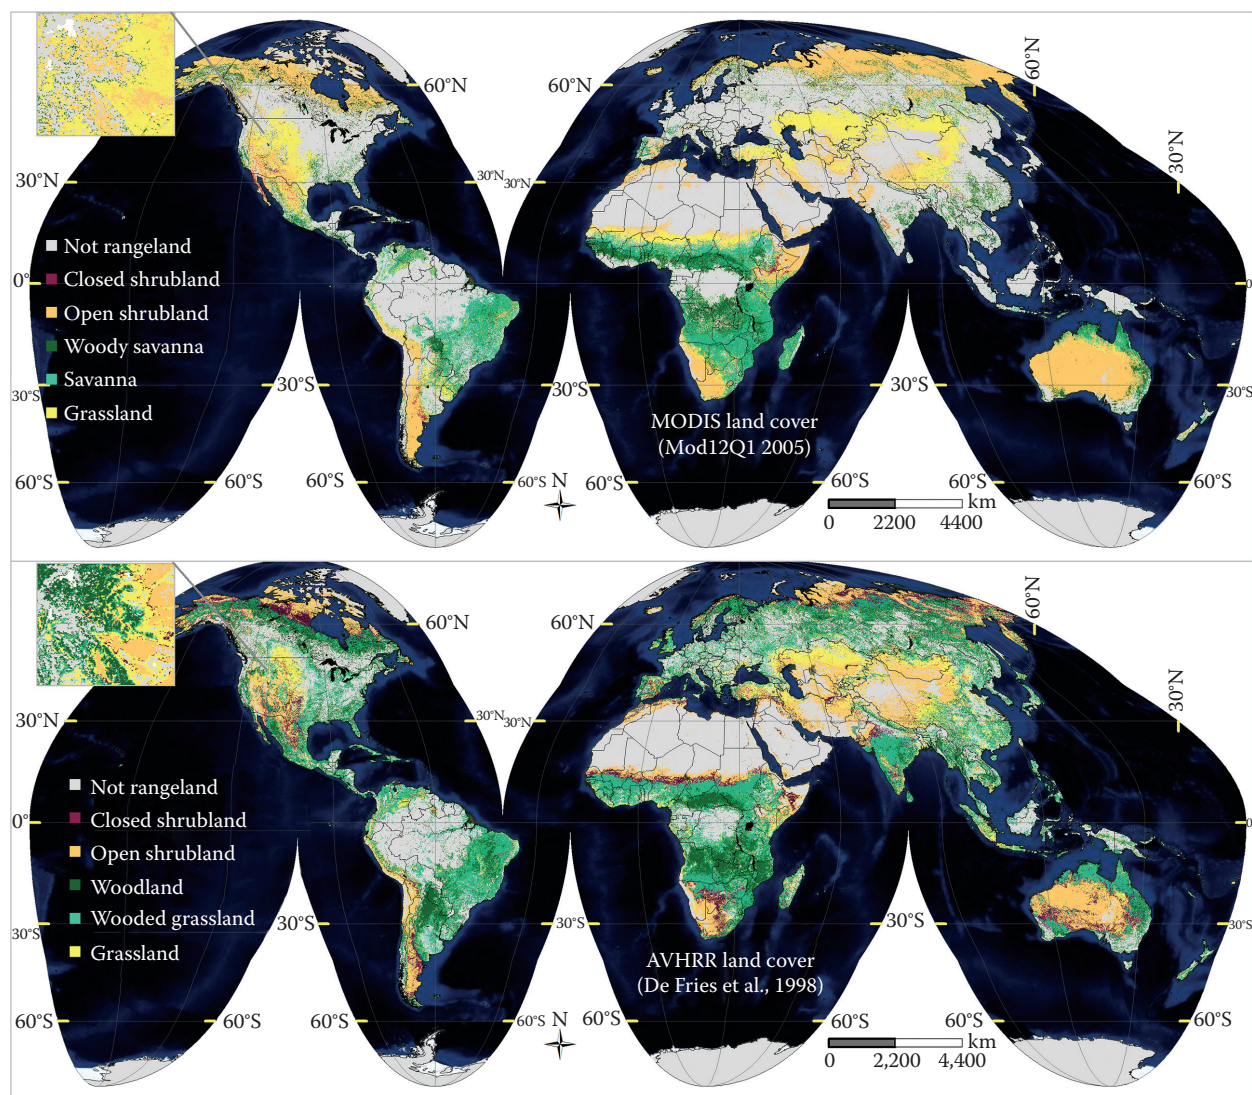 60°N
60°N
60°N
30°N
30°N
30°N
30°N
Not rangeland
Closed shrubland
0°
0
Open shrubland
Woody savanna
Savanna
30°S
30°S
30°S
30°S
Grassland
MODIS land cover
(Mod12Q1 2005)
60°S
60°S
60°S
60°S
N
60°S
60°S
60°S
km
0
2200
4400
60°N
60°N
60°N
30°N
30°N
30°N
30°N
Not rangeland
Closed shrubland
0°
0
Open shrubland
Woodland
Wooded grassland
30°S
30°S
30°S
30°S
Grassland
AVHRR land cover
(De Fries et al., 1998)
60°S
60°S
60°S
60°S
N
60°S
60°S
60°S
60°S
km
0
2,200
4,400